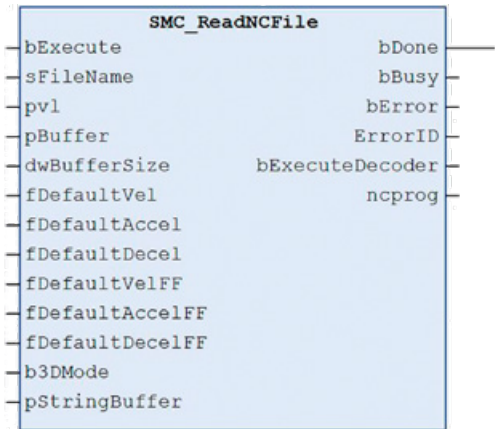 SMC_ReadNCFile
bExecute bDone
sFileName bBusy
pvl bError
pBuffer ErrorID
dwBufferSize bExecuteDecoder
fDefaultVel ncprog
fDefaultAccel
fDefaultDecel
fDefaultVelFF
fDefaultAccelFF
fDefaultDecelFF
b3DMode
pStringBuffer